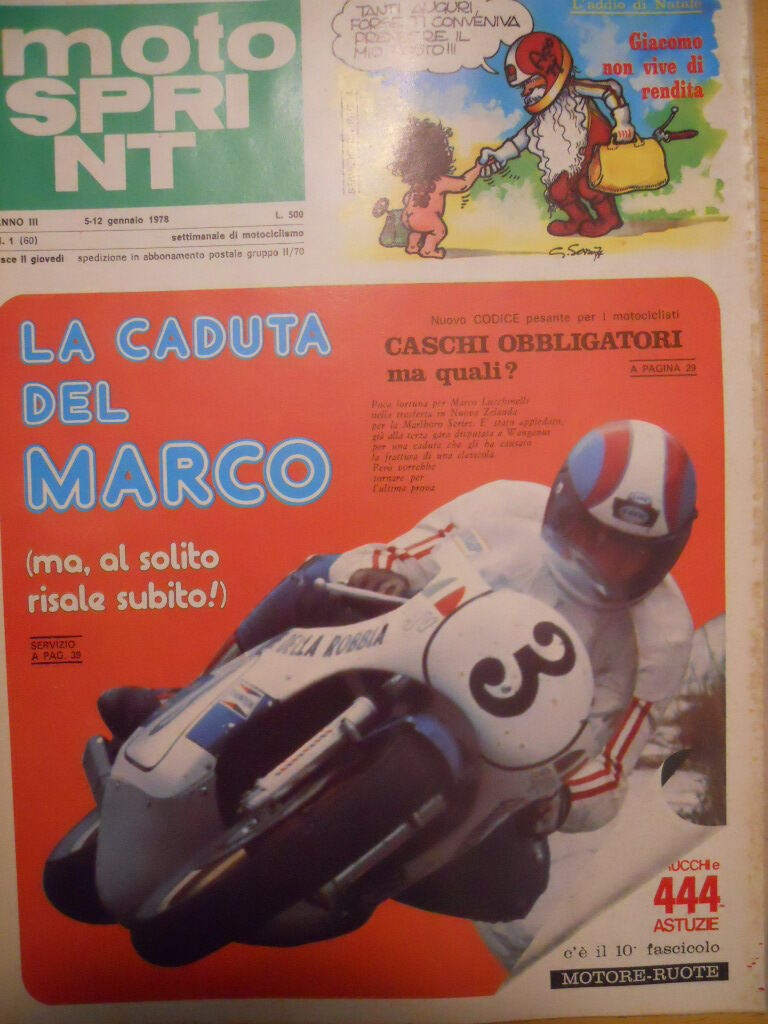 moto
SPRI
NT
ANNO III 5-12 gennaio 1978 L. 500
N. 1 (60) settimanale di motociclismo
esce il giovedì spedizione in abbonamento postale gruppo II/70
TANTI AUGURI,
FORSE TI CONVENIVA
PRENDERE IL
MIO POSTO!!!
L'addio di Natale
Giacomo
non vive di
rendita
LA CADUTA
DEL
MARCO
(ma, al solito
risale subito!)
SERVIZIO
A PAG. 39
Nuovo CODICE pesante per i motociclisti
CASCHI OBBLIGATORI
ma quali?
A PAGINA 29
Poca fortuna per Marco Lucchinelli
nella trasferta in Nuova Zelanda
per la Marlboro Series. E' stato appiedato,
già alla terza gara disputata a Wanganui
per una caduta che gli ha causato
la frattura di una clavicola.
Però vorrebbe
tornare per
l'ultima prova
DELLA ROBBIA
3
UCCHI e
444
ASTUZIE
c'è il 10° fascicolo
MOTORE-RUOTE